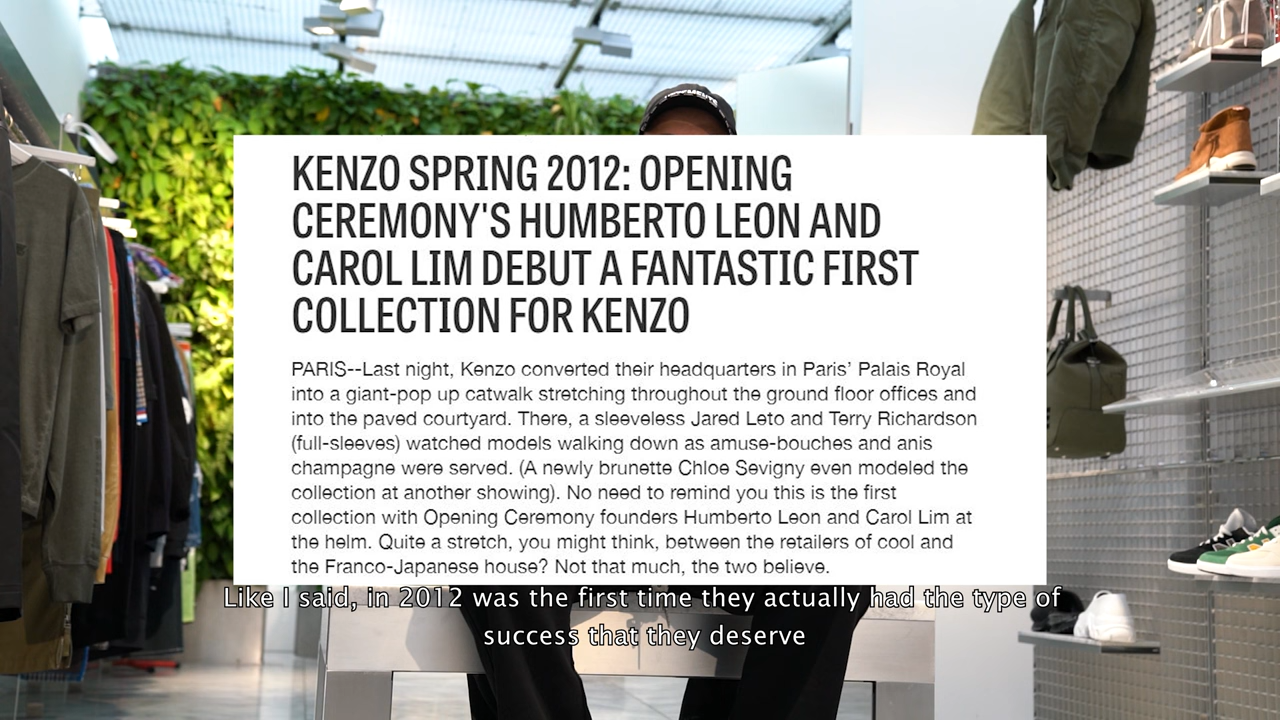 KENZO SPRING 2012: OPENING
CEREMONY'S HUMBERTO LEON AND
CAROL LIM DEBUT A FANTASTIC FIRST
COLLECTION FOR KENZO
PARIS--Last night, Kenzo converted their headquarters in Paris’ Palais Royal
into a giant-pop up catwalk stretching throughout the ground floor offices and
into the paved courtyard. There, a sleeveless Jared Leto and Terry Richardson
(full-sleeves) watched models walking down as amuse-bouches and anis
champagne were served. (A newly brunette Chloe Sevigny even modeled the
collection at another showing). No need to remind you this is the first
collection with Opening Ceremony founders Humberto Leon and Carol Lim at
the helm. Quite a stretch, you might think, between the retailers of cool and
the Franco-Japanese house? Not that much, the two believe.
Like I said, in 2012 was the first time they actually had the type of
success that they deserve